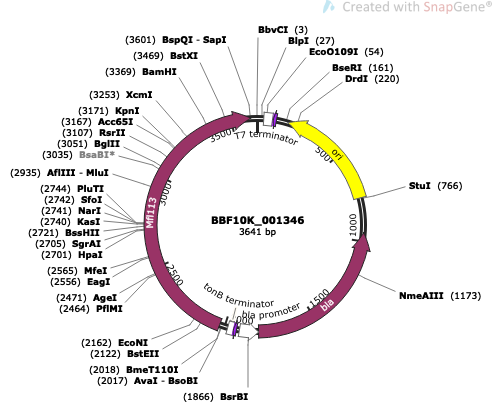 Created with SnapGene®
(3601) BspQI - SapI
(3469) BstXI
(3369) BamHI
(3253) XcmI
(3171) KpnI
(3167) Acc65I
(3107) RsrII
(3051) BglII
(3035) BsaBI*
(2935) AflIII - MluI
(2744) PluTI
(2742) SfoI
(2741) NarI
(2740) KasI
(2721) BssHII
(2705) SgrAI
(2701) HpaI
(2565) MfeI
(2556) EagI
(2471) AgeI
(2464) PflMI
(2162) EcoNI
(2122) BstEII
(2018) BmeT110I
(2017) AvaI - BsoBI
(1866) BsrBI
BbvCI (3)
BlpI (27)
EcoO109I (54)
BseRI (161)
DrdI (220)
StuI (766)
NmeAIII (1173)
T7 terminator
ori
bla
bla promoter
tonB terminator
Mfl113
500
1000
1500
2500
3000
3500
BBF10K_001346
3641 bp